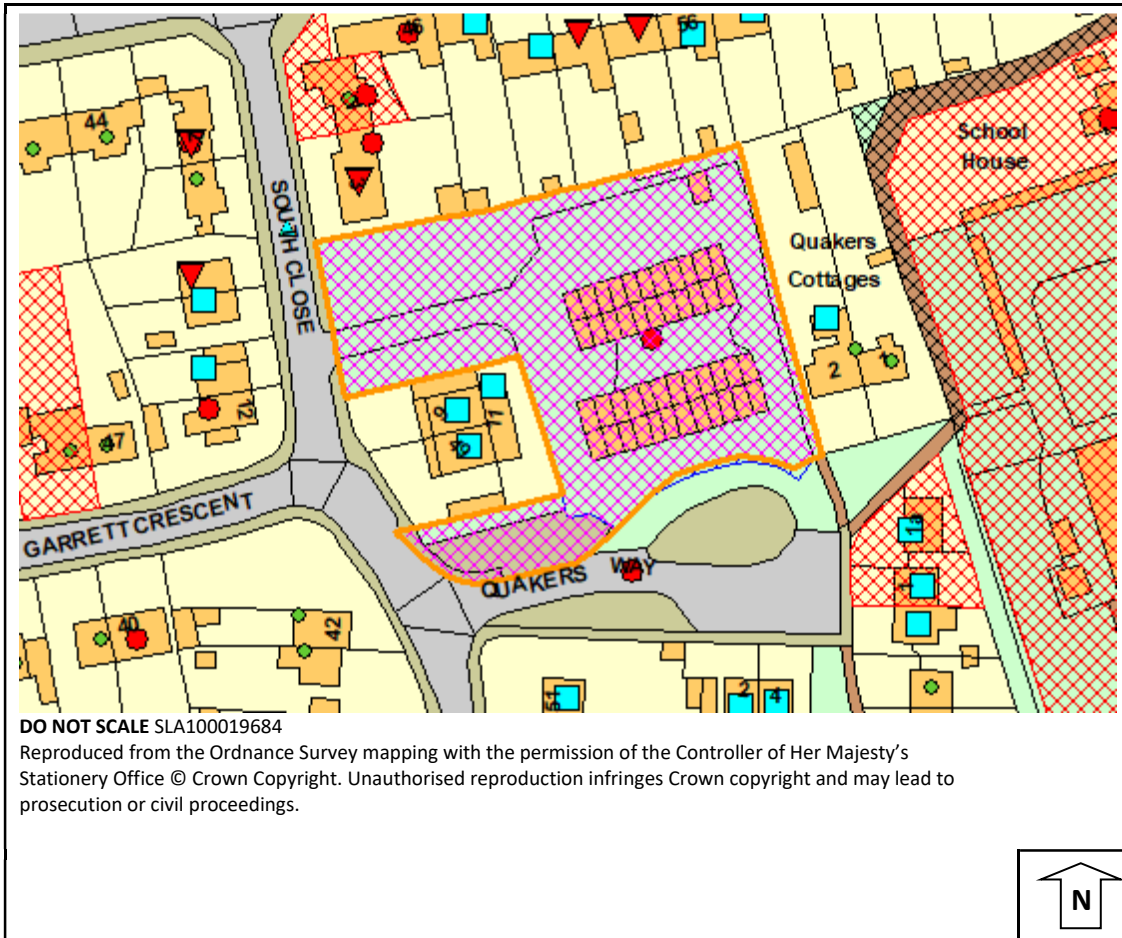 46
56
44
School
House
SOUTH CLOSE
Quakers
Cottages
2
1
9
11
12
47
GARRETT CRESCENT
1a
1
QUAKERS WAY
40
42
51
2
4
DO NOT SCALE SLA100019684
Reproduced from the Ordnance Survey mapping with the permission of the Controller of Her Majesty's
Stationery Office © Crown Copyright. Unauthorised reproduction infringes Crown copyright and may lead to
prosecution or civil proceedings.
N